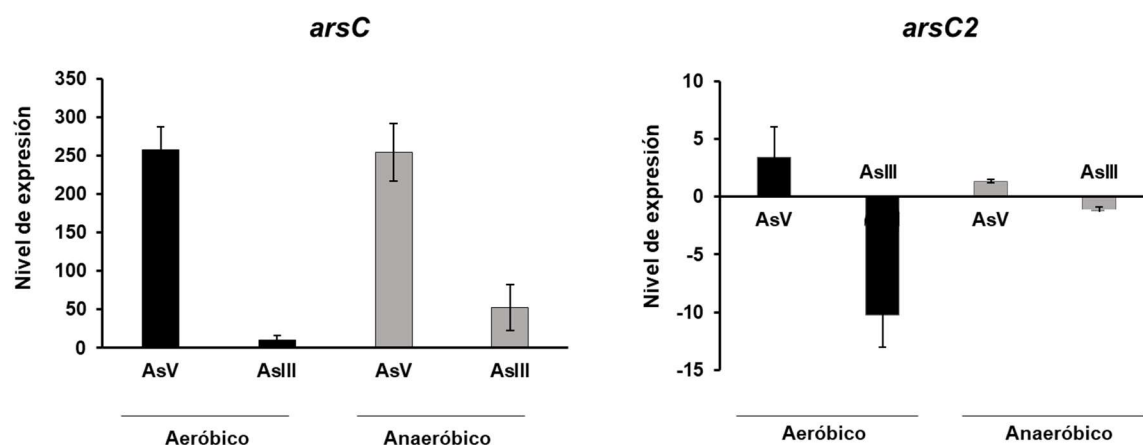 arsC
Nivel de expresión
350
300
250
200
150
100
50
0
AsV AsIII AsV AsIII
Aeróbico Anaeróbico
arsC2
Nivel de expresión
10
5
0
-5
-10
-15
AsIII AsIII
AsV AsV
Aeróbico Anaeróbico